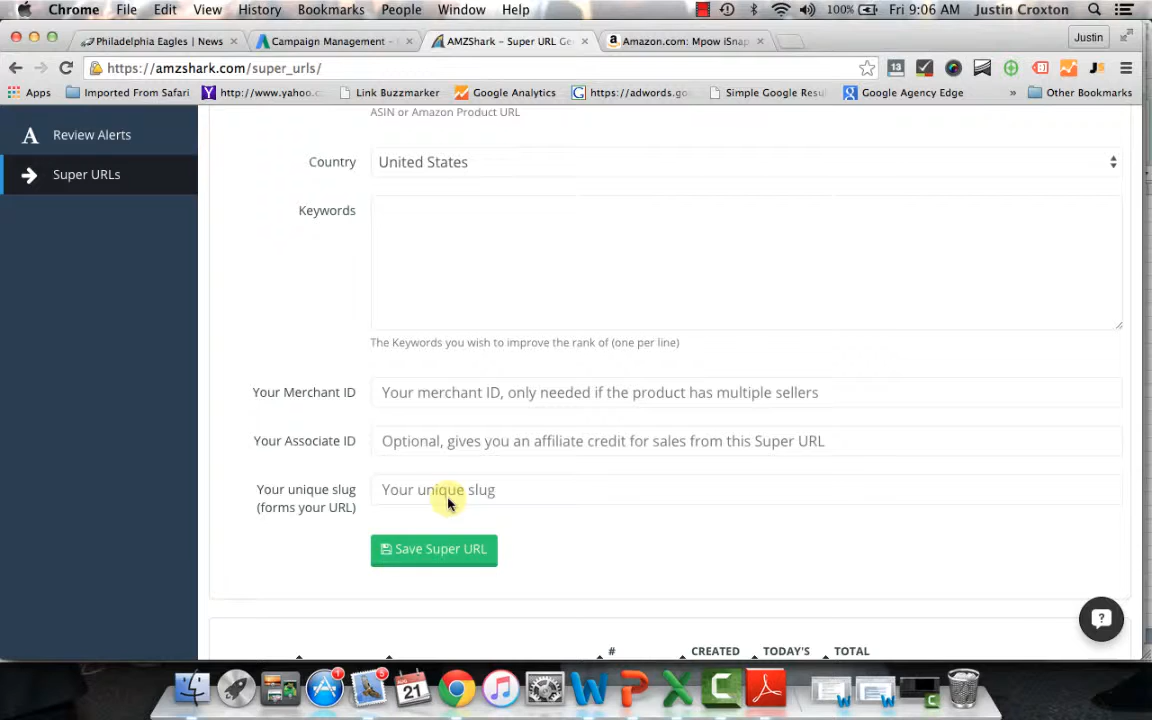 Chrome File Edit View History Bookmarks People Window Help 100% Fri 9:06 AM Justin Croxton
Philadelphia Eagles | News
Campaign Management -
AMZShark – Super URL Ge
Amazon.com: Mpow iSnap
Justin
https://amzshark.com/super_urls/
13
Apps Imported From Safari http://www.yahoo.c Link Buzzmarker Google Analytics https://adwords.go Simple Google Resu Google Agency Edge » Other Bookmarks
Review Alerts
Super URLs
ASIN or Amazon Product URL
Country United States
Keywords
The Keywords you wish to improve the rank of (one per line)
Your Merchant ID Your merchant ID, only needed if the product has multiple sellers
Your Associate ID Optional, gives you an affiliate credit for sales from this Super URL
Your unique slug Your unique slug
(forms your URL)
Save Super URL
# CREATED TODAY'S TOTAL
1
5
AUG
21